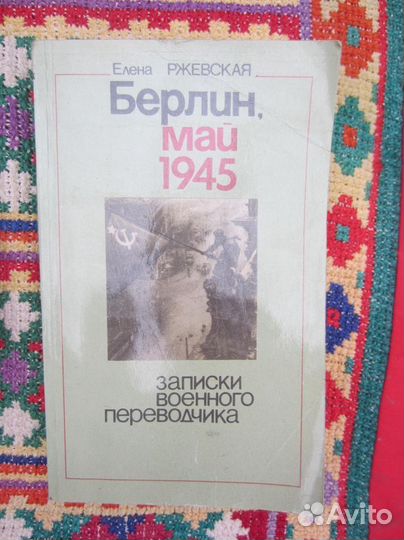 Елена РЖЕВСКАЯ
Берлин,
май
1945
записки
военного
переводчика
Avito